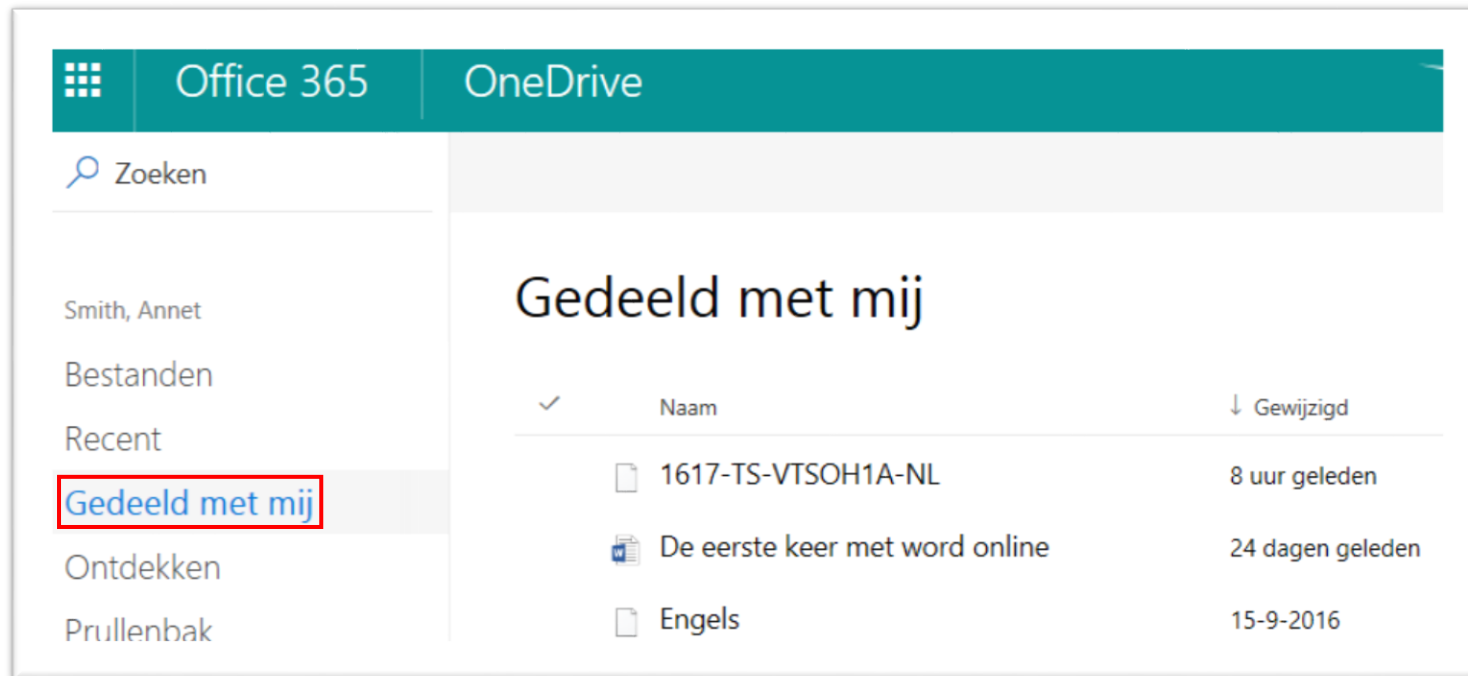 Office 365 OneDrive
Zoeken
Smith, Annet
Bestanden
Recent
Gedeeld met mij
Ontdekken
Prullenbak
Gedeeld met mij
Naam ↓ Gewijzigd
1617-TS-VTSOH1A-NL 8 uur geleden
De eerste keer met word online 24 dagen geleden
Engels 15-9-2016